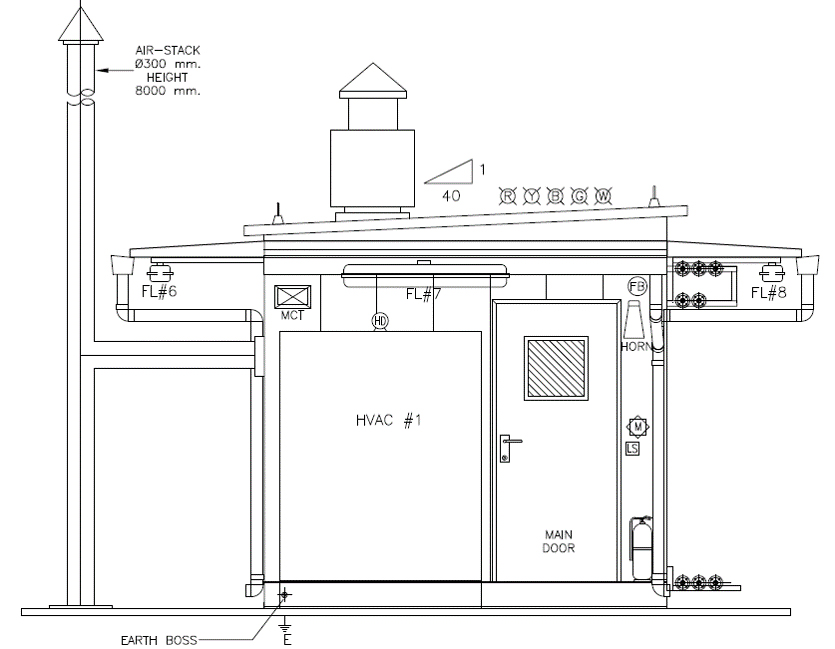 AIR-STACK
Ø300 mm.
HEIGHT
8000 mm.
1
40
R Y B G W
FL#6
FL#7
FL#8
MCT
FB
HD
HORN
HVAC #1
M
LS
MAIN
DOOR
EARTH BOSS
E